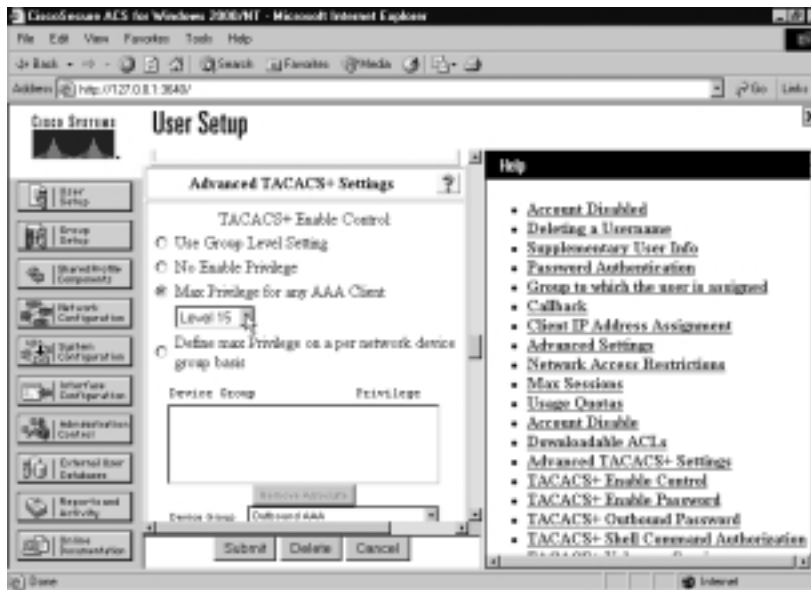 CiscoSecure ACS for Windows 2000/NT - Microsoft Internet Explorer
File Edit View Favorites Tools Help
Back Search Favorites Media
Address http://127.0.0.1:3640/ Go Links
CISCO SYSTEMS
User Setup
User Setup
Group Setup
Shared Profile Components
Network Configuration
System Configuration
Interface Configuration
Administration Control
External User Databases
Reports and Activity
Online Documentation
Advanced TACACS+ Settings ?
TACACS+ Enable Control
Use Group Level Setting
No Enable Privilege
Max Privilege for any AAA Client
Level 15
Define max Privilege on a per network device
group basis
Device Group Privilege
Remove Associate
Device Group Outbound AAA
Submit Delete Cancel
Help
Account Disabled
Deleting a Username
Supplementary User Info
Password Authentication
Group to which the user is assigned
Callback
Client IP Address Assignment
Advanced Settings
Network Access Restrictions
Max Sessions
Usage Quotas
Account Disable
Downloadable ACLs
Advanced TACACS+ Settings
TACACS+ Enable Control
TACACS+ Enable Password
TACACS+ Outbound Password
TACACS+ Shell Command Authorization
Done Internet